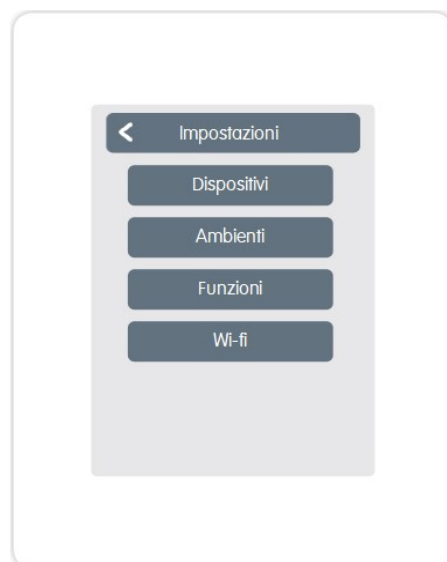 Impostazioni
Dispositivi
Ambienti
Funzioni
Wi-fi